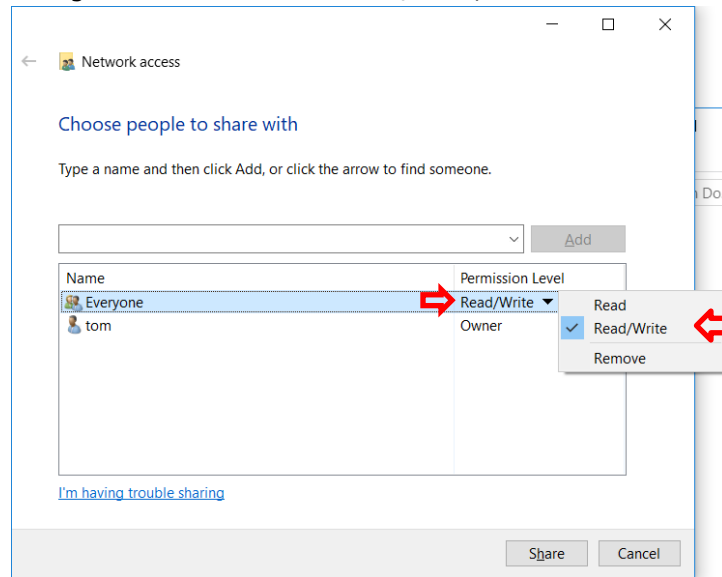 Network access
Choose people to share with
Type a name and then click Add, or click the arrow to find someone.
Add
Name Permission Level
Everyone Read/Write
tom Owner
Read
Read/Write
Remove
I'm having trouble sharing
Share Cancel